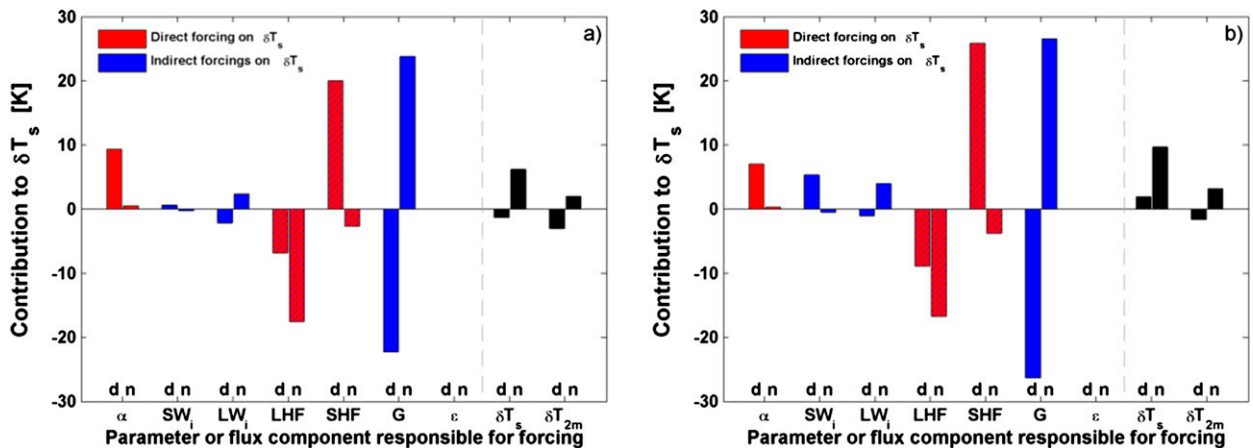 a)
Direct forcing on δTs
Indirect forcings on δTs
Contribution to δTs [K]
30
20
10
0
-10
-20
-30
d n d n d n d n d n d n d n d n d n
α SWi LWi LHF SHF G ε δTs δT2m
Parameter or flux component responsible for forcing
b)
Direct forcing on δTs
Indirect forcings on δTs
Contribution to δTs [K]
30
20
10
0
-10
-20
-30
d n d n d n d n d n d n d n d n d n
α SWi LWi LHF SHF G ε δTs δT2m
Parameter or flux component responsible for forcing